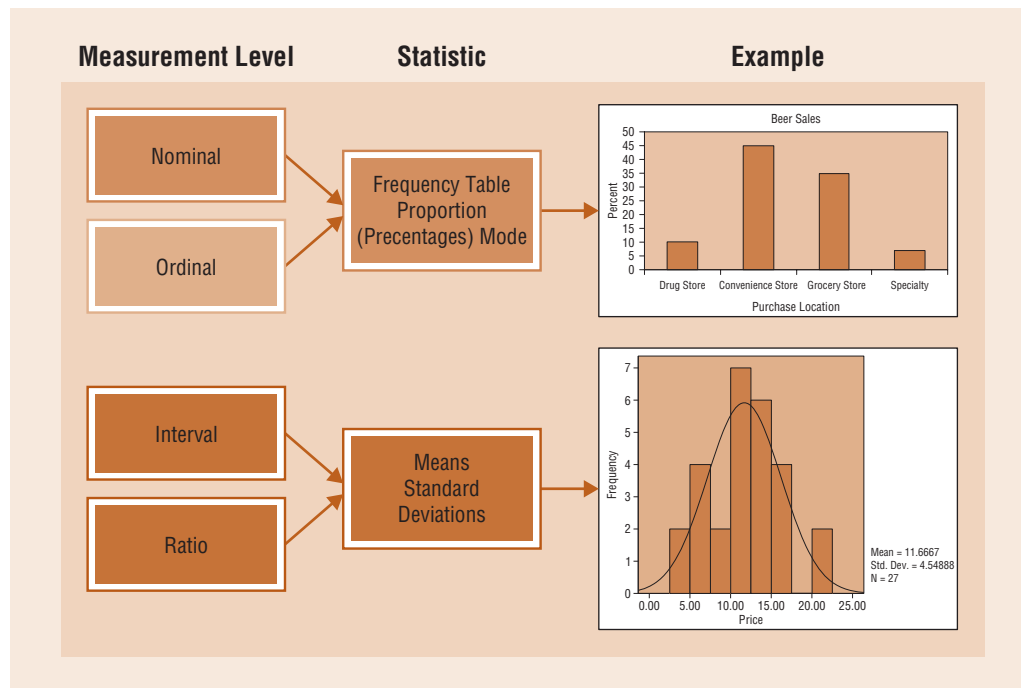 Measurement Level
Statistic
Example
Nominal
Ordinal
Frequency Table
Proportion
(Precentages) Mode
Beer Sales
Percent
50
45
40
35
30
25
20
15
10
5
0
Drug Store
Convenience Store
Grocery Store
Specialty
Purchase Location
Interval
Ratio
Means
Standard
Deviations
Frequency
7
6
5
4
3
2
1
0
0.00
5.00
10.00
15.00
20.00
25.00
Price
Mean = 11.6667
Std. Dev. = 4.54888
N = 27